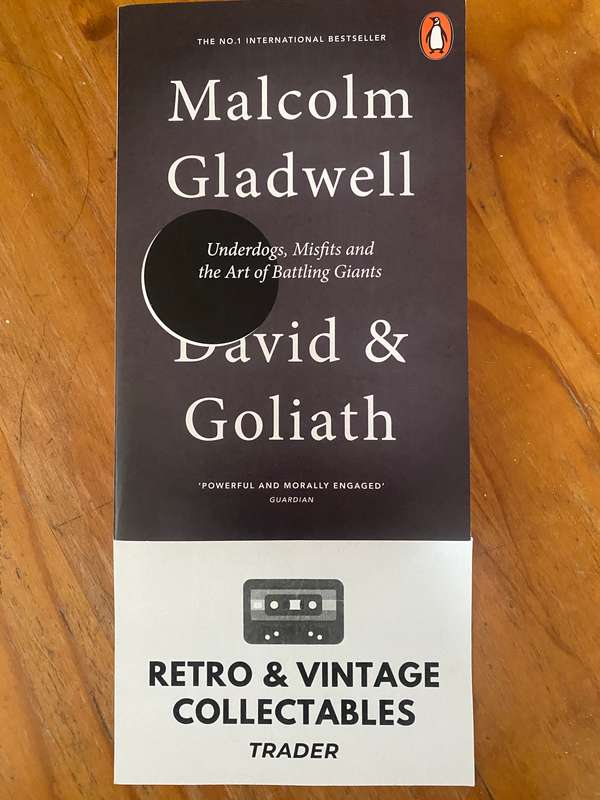 THE NO.1 INTERNATIONAL BESTSELLER
Malcolm
Gladwell
Underdogs, Misfits and
the Art of Battling Giants
David &
Goliath
'POWERFUL AND MORALLY ENGAGED'
GUARDIAN
RETRO & VINTAGE
COLLECTABLES
TRADER